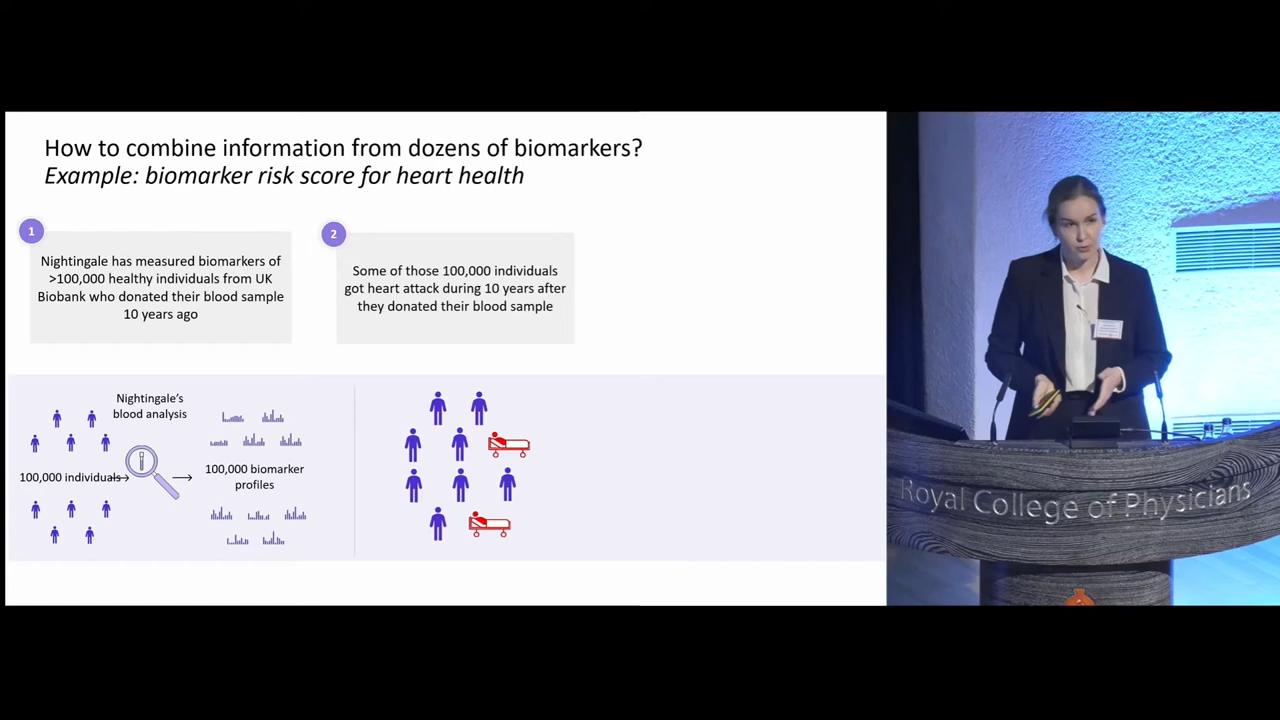 How to combine information from dozens of biomarkers?
Example: biomarker risk score for heart health
1
Nightingale has measured biomarkers of
>100,000 healthy individuals from UK
Biobank who donated their blood sample
10 years ago
2
Some of those 100,000 individuals
got heart attack during 10 years after
they donated their blood sample
Nightingale's
blood analysis
100,000 individuals
100,000 biomarker
profiles
Royal College of Physicians